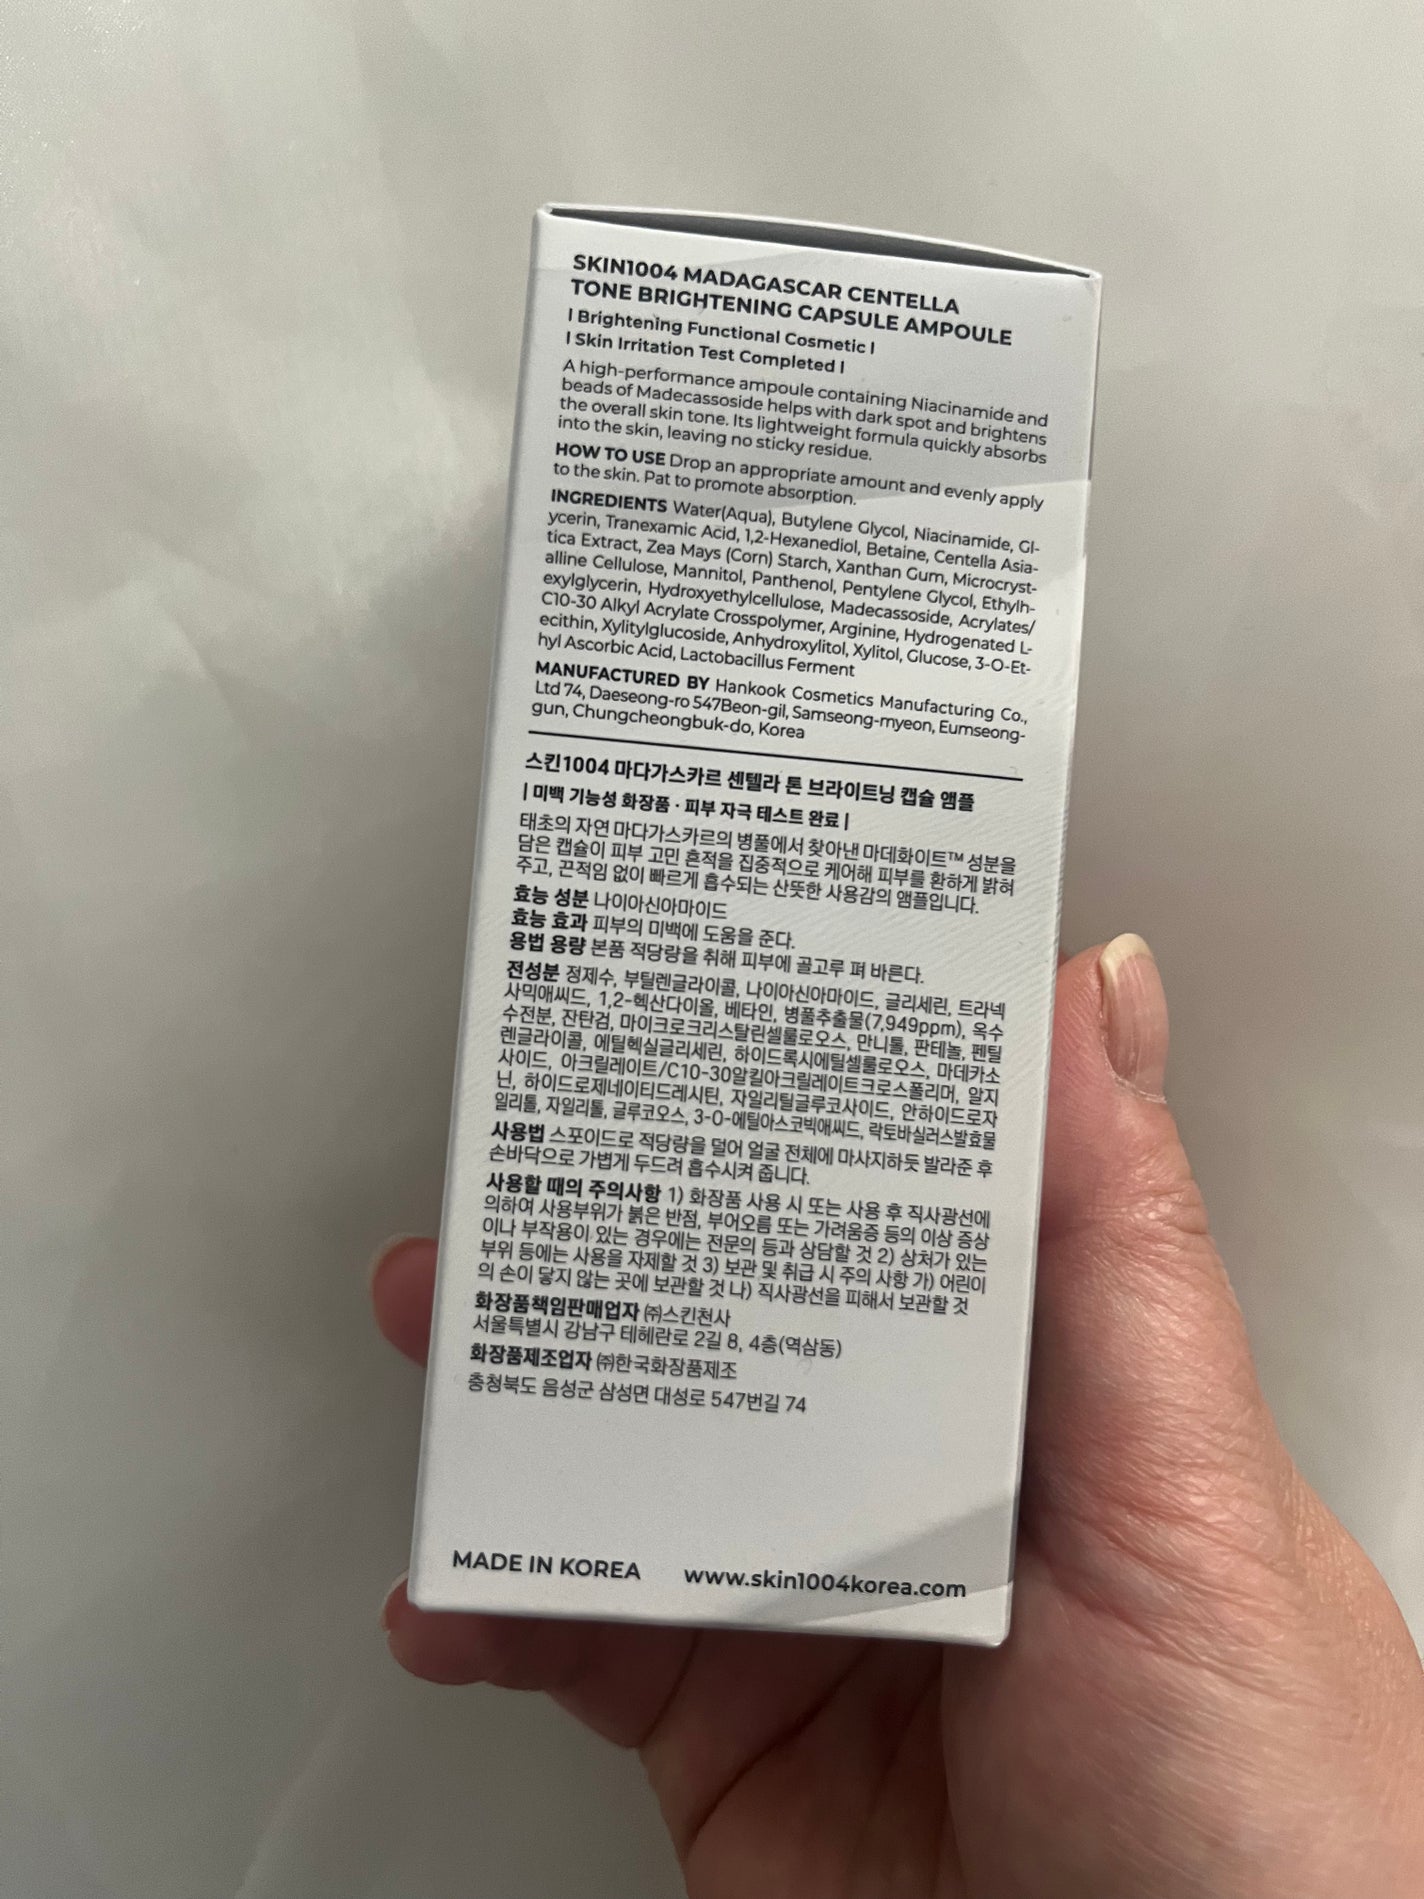 SKIN1004 MADAGASCAR CENTELLA
TONE BRIGHTENING CAPSULE AMPOULE
I Brightening Functional Cosmetic I
I Skin Irritation Test Completed I
A high-performance ampoule containing Niacinamide and
beads of Madecassoside helps with dark spot and brightens
the overall skin tone. Its lightweight formula quickly absorbs
into the skin, leaving no sticky residue.
HOW TO USE Drop an appropriate amount and evenly apply
to the skin. Pat to promote absorption.
INGREDIENTS Water(Aqua), Butylene Glycol, Niacinamide, Gl-
ycerin, Tranexamic Acid, 1,2-Hexanediol, Betaine, Centella Asia-
tica Extract, Zea Mays (Corn) Starch, Xanthan Gum, Microcryst-
alline Cellulose, Mannitol, Panthenol, Pentylene Glycol, Ethylh-
exylglycerin, Hydroxyethylcellulose, Madecassoside, Acrylates/
C10-30 Alkyl Acrylate Crosspolymer, Arginine, Hydrogenated L-
ecithin, Xylitylglucoside, Anhydroxylitol, Xylitol, Glucose, 3-O-Et-
hyl Ascorbic Acid, Lactobacillus Ferment
MANUFACTURED BY Hankook Cosmetics Manufacturing Co.,
Ltd 74, Daeseong-ro 547Beon-gil, Samseong-myeon, Eumseong-
gun, Chungcheongbuk-do, Korea
스킨1004 마다가스카르 센텔라 톤 브라이트닝 캡슐 앰플
| 미백 기능성 화장품 · 피부 자극 테스트 완료 |
태초의 자연 마다가스카르의 병풀에서 찾아낸 마데화이트™ 성분을
담은 캡슐이 피부 고민 흔적을 집중적으로 케어해 피부를 환하게 밝혀
주고, 끈적임 없이 빠르게 흡수되는 산뜻한 사용감의 앰플입니다.
효능 성분 나이아신아마이드
효능 효과 피부의 미백에 도움을 준다.
용법 용량 본품 적당량을 취해 피부에 골고루 펴 바른다.
전성분 정제수, 부틸렌글라이콜, 나이아신아마이드, 글리세린, 트라넥
사믹애씨드, 1,2-헥산다이올, 베타인, 병풀추출물(7,949ppm), 옥수
수전분, 잔탄검, 마이크로크리스탈린셀룰로오스, 만니톨, 판테놀, 펜틸
렌글라이콜, 에틸헥실글리세린, 하이드록시에틸셀룰로오스, 마데카소
사이드, 아크릴레이트/C10-30알킬아크릴레이트크로스폴리머, 알지
닌, 하이드로제네이티드레시틴, 자일리틸글루코사이드, 안하이드로자
일리톨, 자일리톨, 글루코오스, 3-O-에틸아스코빅애씨드, 락토바실러스발효물
사용법 스포이드로 적당량을 덜어 얼굴 전체에 마사지하듯 발라준 후
손바닥으로 가볍게 두드려 흡수시켜 줍니다.
사용할 때의 주의사항 1) 화장품 사용 시 또는 사용 후 직사광선에
의하여 사용부위가 붉은 반점, 부어오름 또는 가려움증 등의 이상 증상
이나 부작용이 있는 경우에는 전문의 등과 상담할 것 2) 상처가 있는
부위 등에는 사용을 자제할 것 3) 보관 및 취급 시 주의 사항 가) 어린이
의 손이 닿지 않는 곳에 보관할 것 나) 직사광선을 피해서 보관할 것
화장품책임판매업자 ㈜스킨천사
서울특별시 강남구 테헤란로 2길 8, 4층(역삼동)
화장품제조업자 ㈜한국화장품제조
충청북도 음성군 삼성면 대성로 547번길 74
MADE IN KOREA www.skin1004korea.com